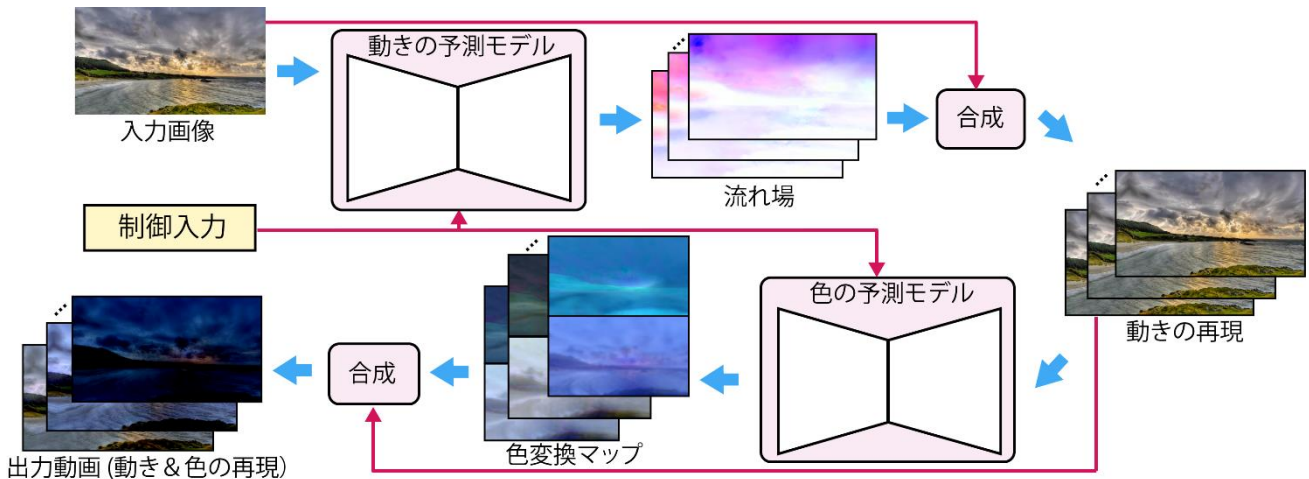 動きの予測モデル
入力画像
合成
流れ場
制御入力
色の予測モデル
動きの再現
合成
色変換マップ
出力動画 (動き & 色の再現)